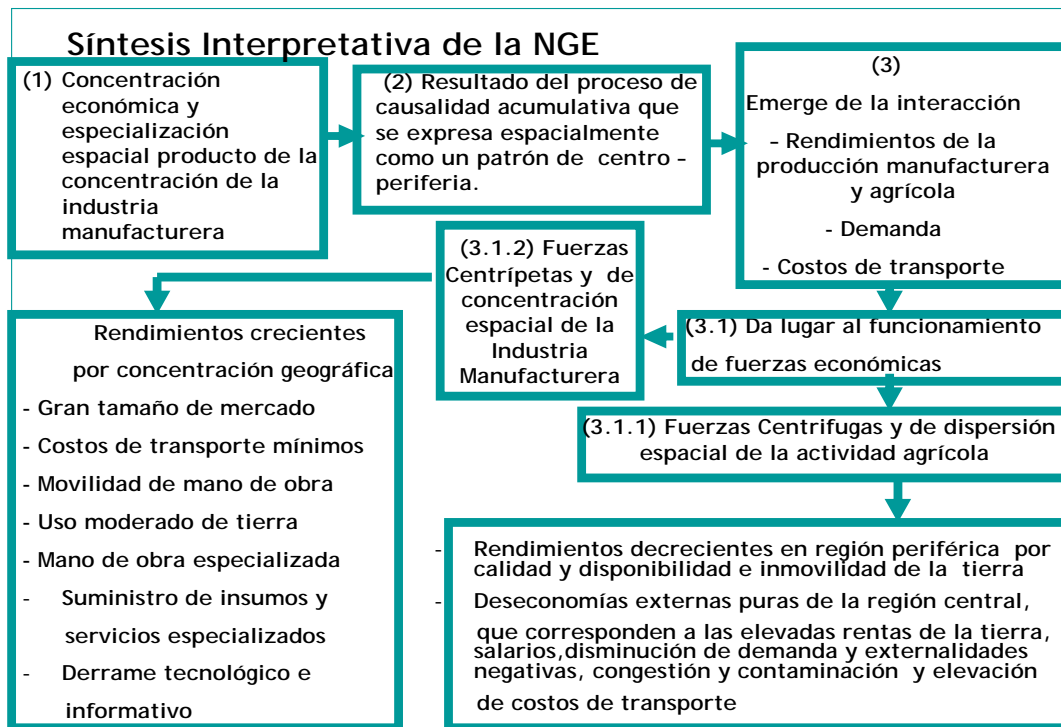 Síntesis Interpretativa de la NGE
(1) Concentración
económica y
especialización
espacial producto de la
concentración de la
industria
manufacturera
(2) Resultado del proceso de
causalidad acumulativa que
se expresa espacialmente
como un patrón de centro –
periferia.
(3)
Emerge de la interacción
- Rendimientos de la
producción manufacturera
y agrícola
- Demanda
- Costos de transporte
(3.1) Da lugar al funcionamiento
de fuerzas económicas
(3.1.2) Fuerzas
Centrípetas y de
concentración
espacial de la
Industria
Manufacturera
(3.1.1) Fuerzas Centrifugas y de dispersión
espacial de la actividad agrícola
Rendimientos crecientes
por concentración geográfica
- Gran tamaño de mercado
- Costos de transporte mínimos
- Movilidad de mano de obra
- Uso moderado de tierra
- Mano de obra especializada
- Suministro de insumos y
servicios especializados
- Derrame tecnológico e
informativo
- Rendimientos decrecientes en región periférica por
calidad y disponibilidad e inmovilidad de la tierra
- Deseconomías externas puras de la región central,
que corresponden a las elevadas rentas de la tierra,
salarios,disminución de demanda y externalidades
negativas, congestión y contaminación y elevación
de costos de transporte